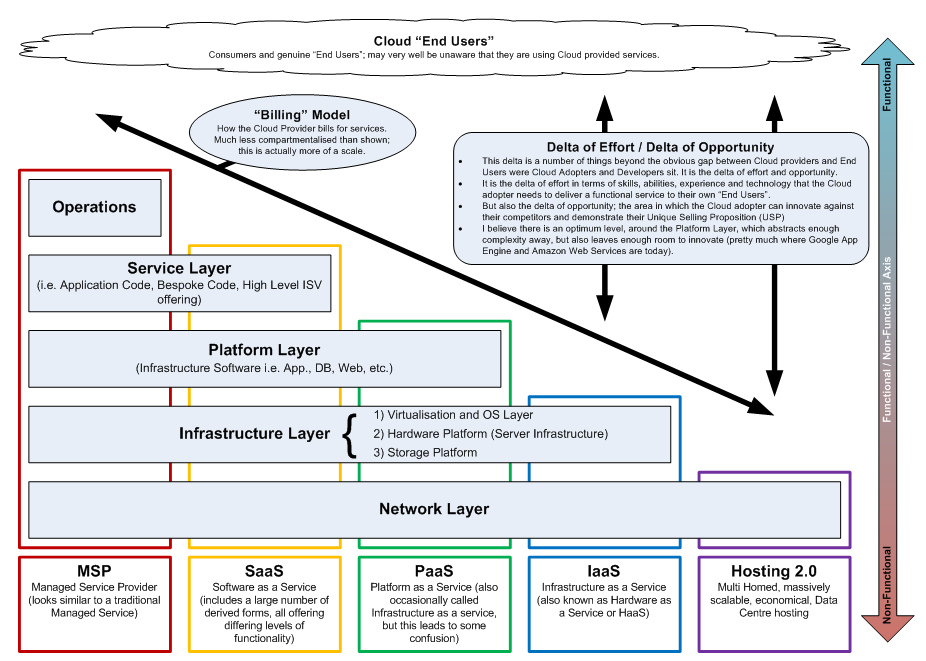 Cloud “End Users”
Consumers and genuine “End Users”; may very well be unaware that they are using Cloud provided services.
“Billing” Model
How the Cloud Provider bills for services.
Much less compartmentalised than shown;
this is actually more of a scale.
Delta of Effort / Delta of Opportunity
• This delta is a number of things beyond the obvious gap between Cloud providers and End
Users were Cloud Adopters and Developers sit. It is the delta of effort and opportunity.
• It is the delta of effort in terms of skills, abilities, experience and technology that the Cloud
adopter needs to deliver a functional service to their own “End Users”.
• But also the delta of opportunity; the area in which the Cloud adopter can innovate against
their competitors and demonstrate their Unique Selling Proposition (USP)
• I believe there is an optimum level, around the Platform Layer, which abstracts enough
complexity away, but also leaves enough room to innovate (pretty much where Google App
Engine and Amazon Web Services are today).
Functional
Functional / Non-Functional Axis
Non-Functional
Operations
Service Layer
(i.e. Application Code, Bespoke Code, High Level ISV
offering)
Platform Layer
(Infrastructure Software i.e. App., DB, Web, etc.)
Infrastructure Layer {
1) Virtualisation and OS Layer
2) Hardware Platform (Server Infrastructure)
3) Storage Platform
Network Layer
MSP
Managed Service Provider
(looks similar to a traditional
Managed Service)
SaaS
Software as a Service
(includes a large number of
derived forms, all offering
differing levels of
functionality)
PaaS
Platform as a Service (also
occasionally called
Infrastructure as a service,
but this leads to some
confusion)
IaaS
Infrastructure as a Service
(also known as Hardware as
a Service or HaaS)
Hosting 2.0
Multi Homed, massively
scalable, economical, Data
Centre hosting